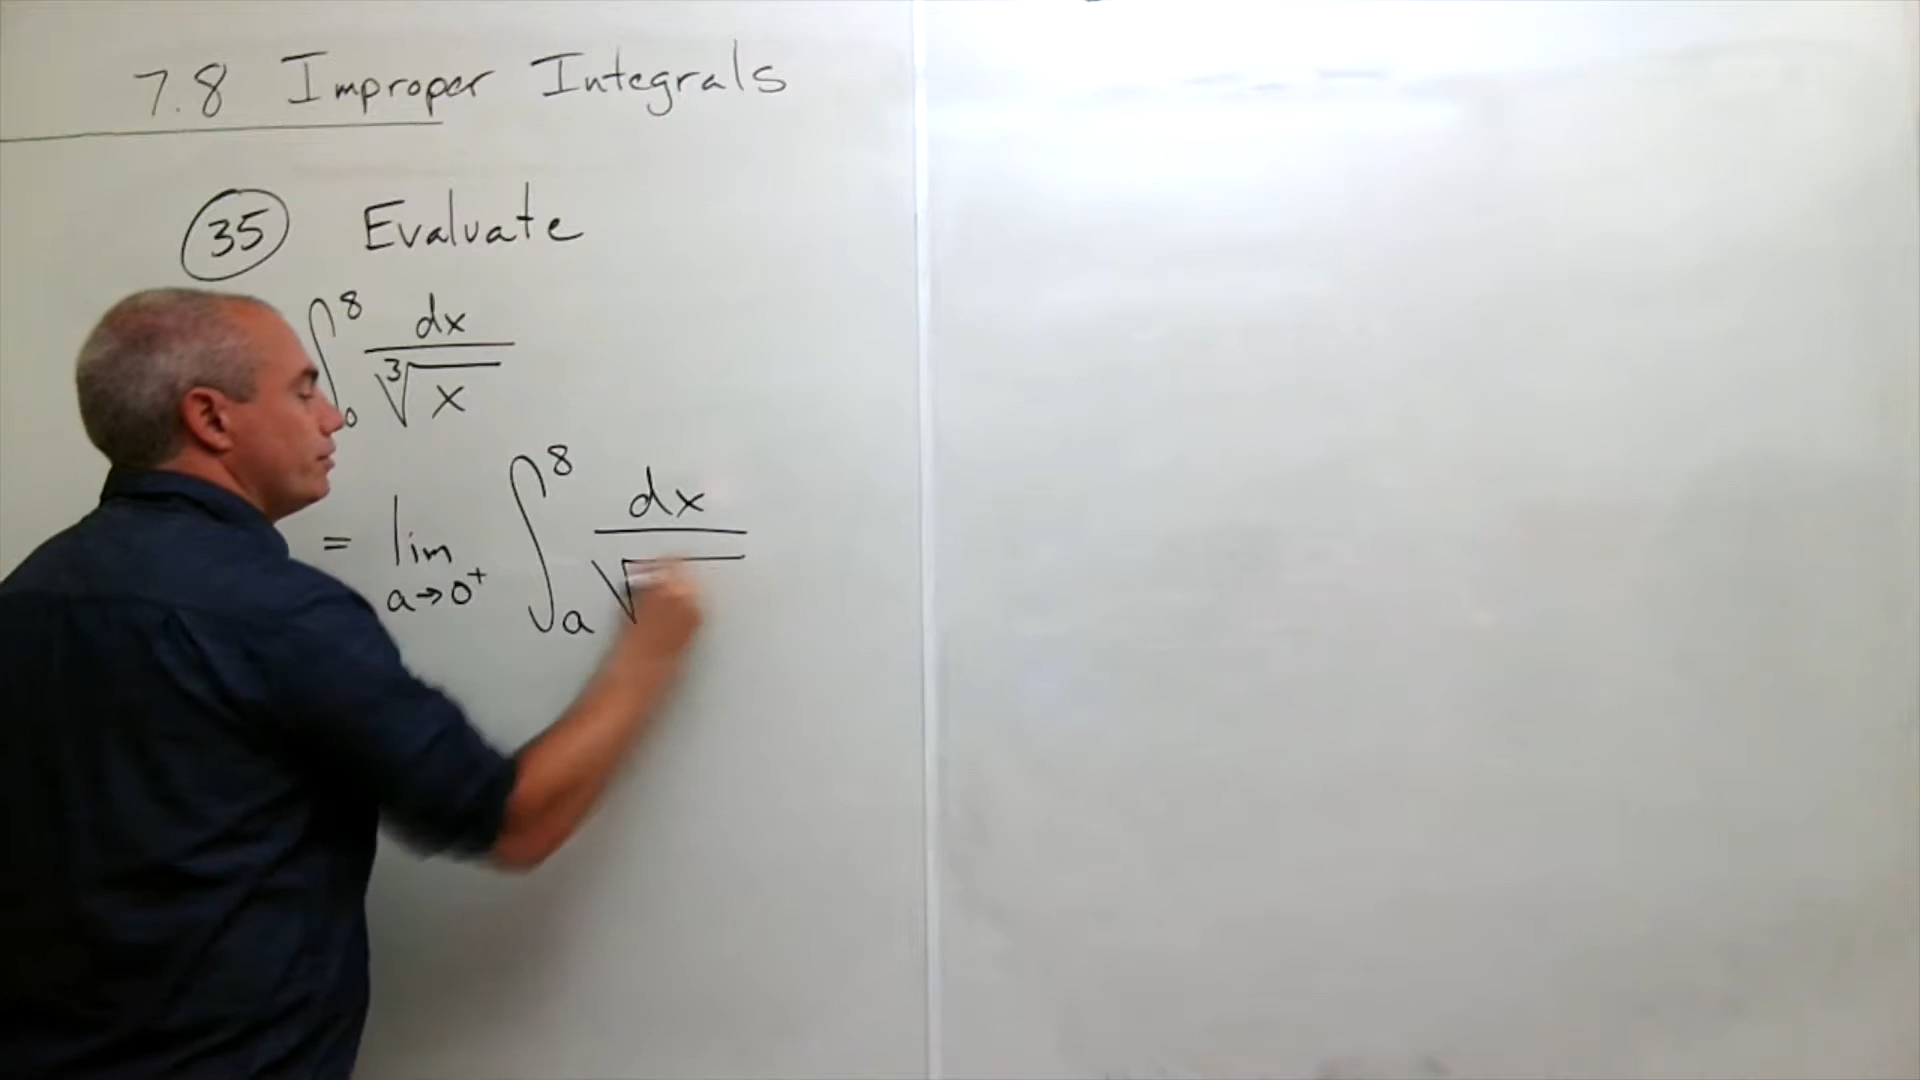 7.8 Improper Integrals
35 Evaluate
∫₀⁸ dx / ∛x
= lim a→0⁺ ∫ₐ⁸ dx / √